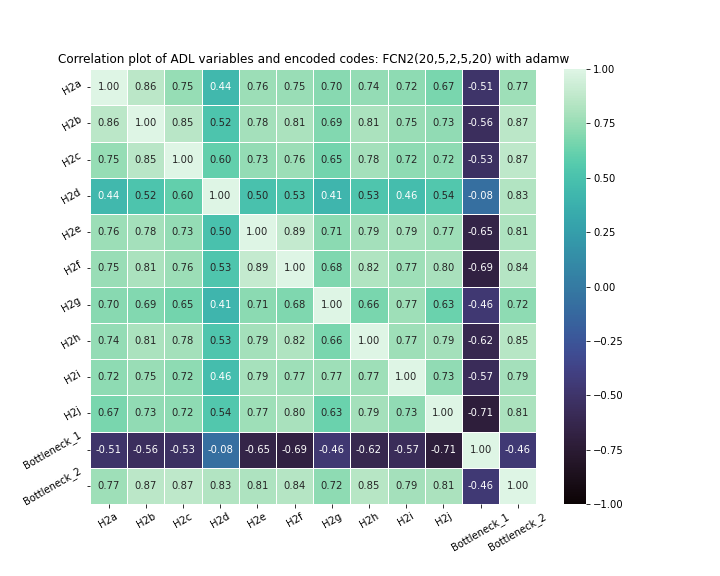 Correlation plot of ADL variables and encoded codes: FCN2(20,5,2,5,20) with adamw
H2a 1.00 0.86 0.75 0.44 0.76 0.75 0.70 0.74 0.72 0.67 -0.51 0.77
H2b 0.86 1.00 0.85 0.52 0.78 0.81 0.69 0.81 0.75 0.73 -0.56 0.87
H2c 0.75 0.85 1.00 0.60 0.73 0.76 0.65 0.78 0.72 0.72 -0.53 0.87
H2d 0.44 0.52 0.60 1.00 0.50 0.53 0.41 0.53 0.46 0.54 -0.08 0.83
H2e 0.76 0.78 0.73 0.50 1.00 0.89 0.71 0.79 0.79 0.77 -0.65 0.81
H2f 0.75 0.81 0.76 0.53 0.89 1.00 0.68 0.82 0.77 0.80 -0.69 0.84
H2g 0.70 0.69 0.65 0.41 0.71 0.68 1.00 0.66 0.77 0.63 -0.46 0.72
H2h 0.74 0.81 0.78 0.53 0.79 0.82 0.66 1.00 0.77 0.79 -0.62 0.85
H2i 0.72 0.75 0.72 0.46 0.79 0.77 0.77 0.77 1.00 0.73 -0.57 0.79
H2j 0.67 0.73 0.72 0.54 0.77 0.80 0.63 0.79 0.73 1.00 -0.71 0.81
Bottleneck_1 -0.51 -0.56 -0.53 -0.08 -0.65 -0.69 -0.46 -0.62 -0.57 -0.71 1.00 -0.46
Bottleneck_2 0.77 0.87 0.87 0.83 0.81 0.84 0.72 0.85 0.79 0.81 -0.46 1.00
H2a H2b H2c H2d H2e H2f H2g H2h H2i H2j Bottleneck_1 Bottleneck_2
1.00
0.75
0.50
0.25
0.00
−0.25
−0.50
−0.75
−1.00